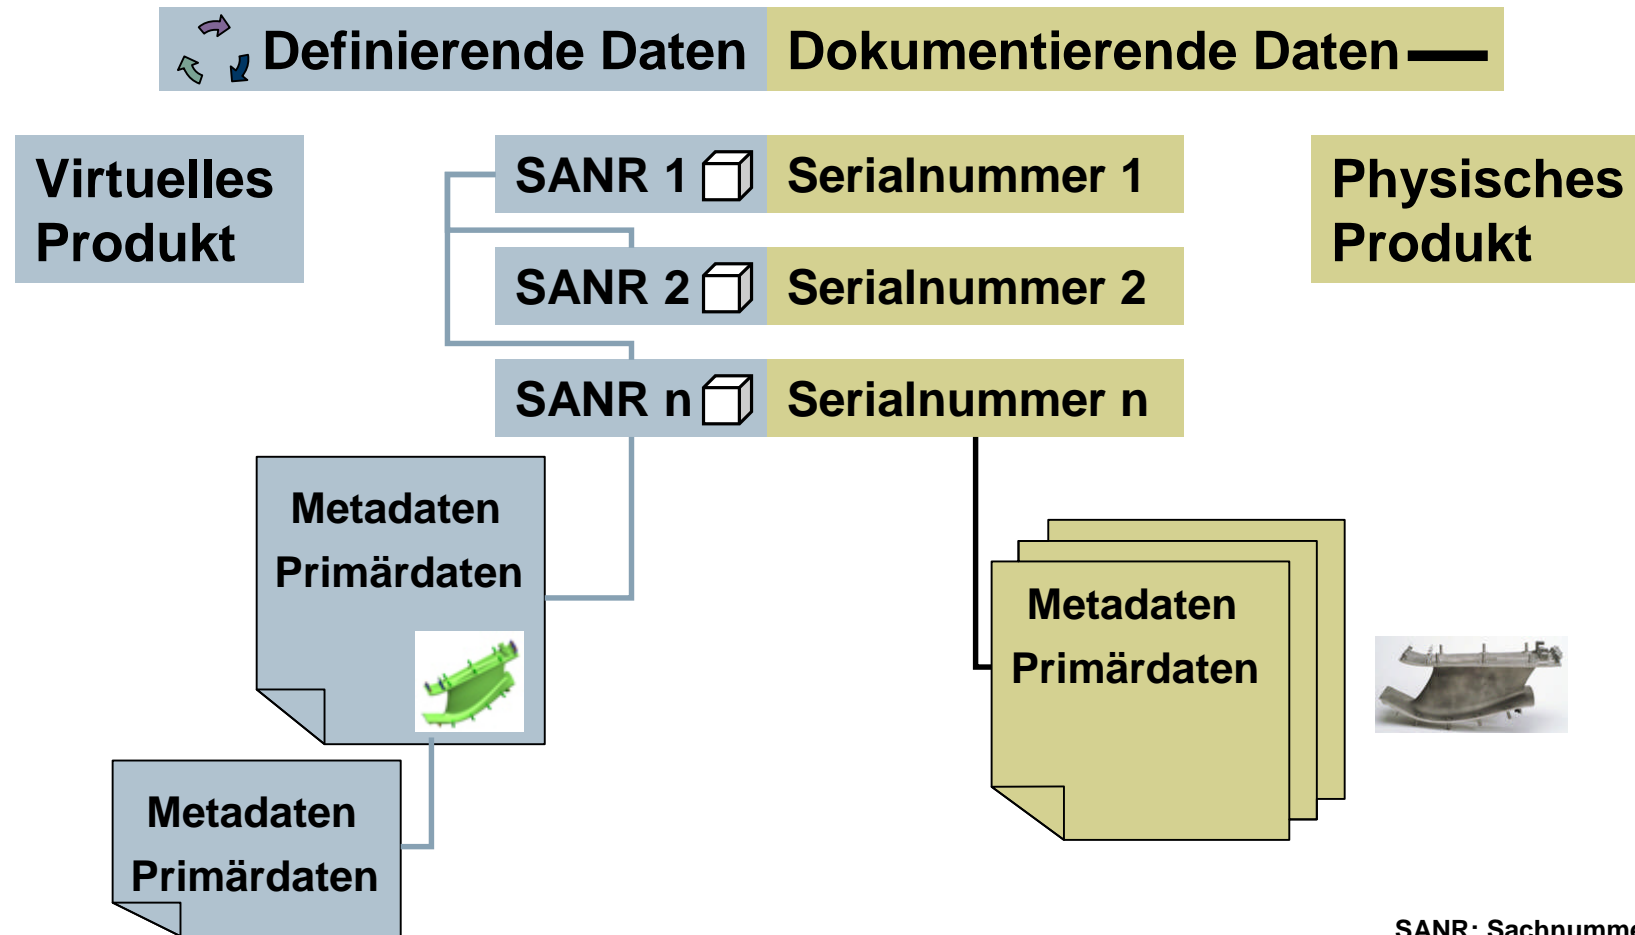 Definierende Daten Dokumentierende Daten
Virtuelles
Produkt
SANR 1 Serialnummer 1
SANR 2 Serialnummer 2
SANR n Serialnummer n
Physisches
Produkt
Metadaten
Primärdaten
Metadaten
Primärdaten
Metadaten
Primärdaten
SANR: Sachnumme